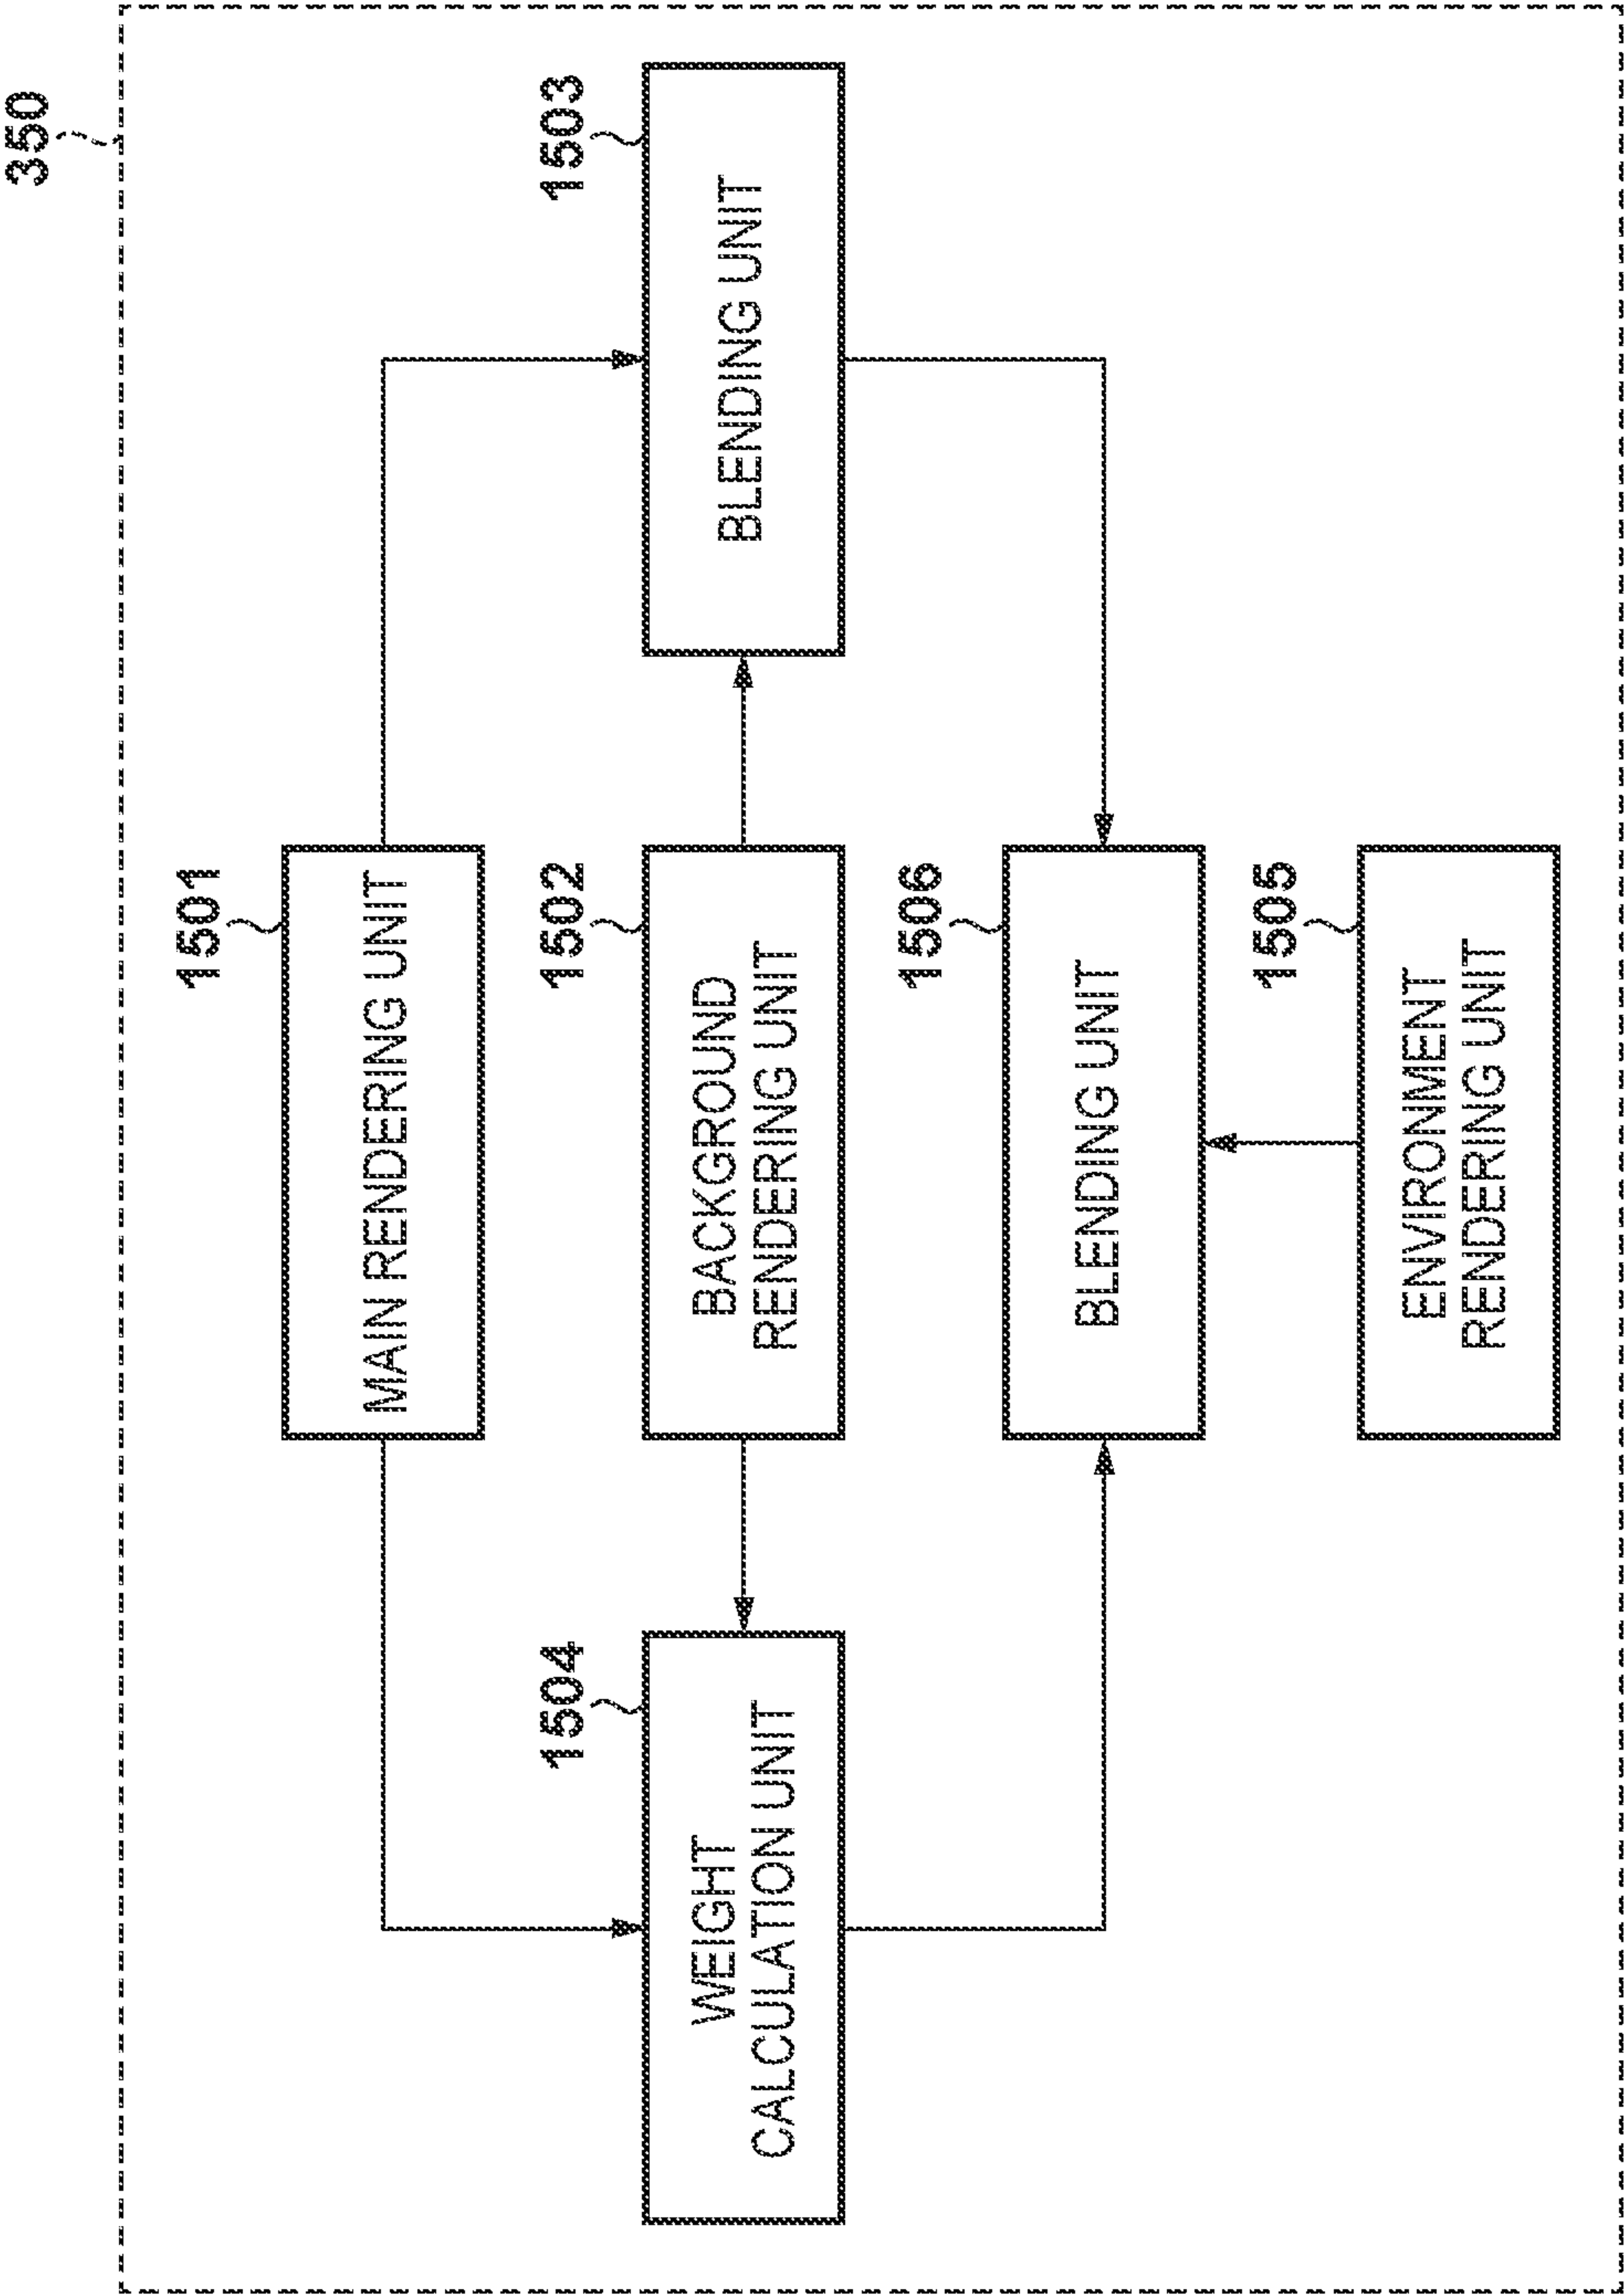 350
1501
MAIN RENDERING UNIT
1504
WEIGHT
CALCULATION UNIT
1502
BACKGROUND
RENDERING UNIT
1503
BLENDING UNIT
1506
BLENDING UNIT
1505
ENVIRONMENT
RENDERING UNIT